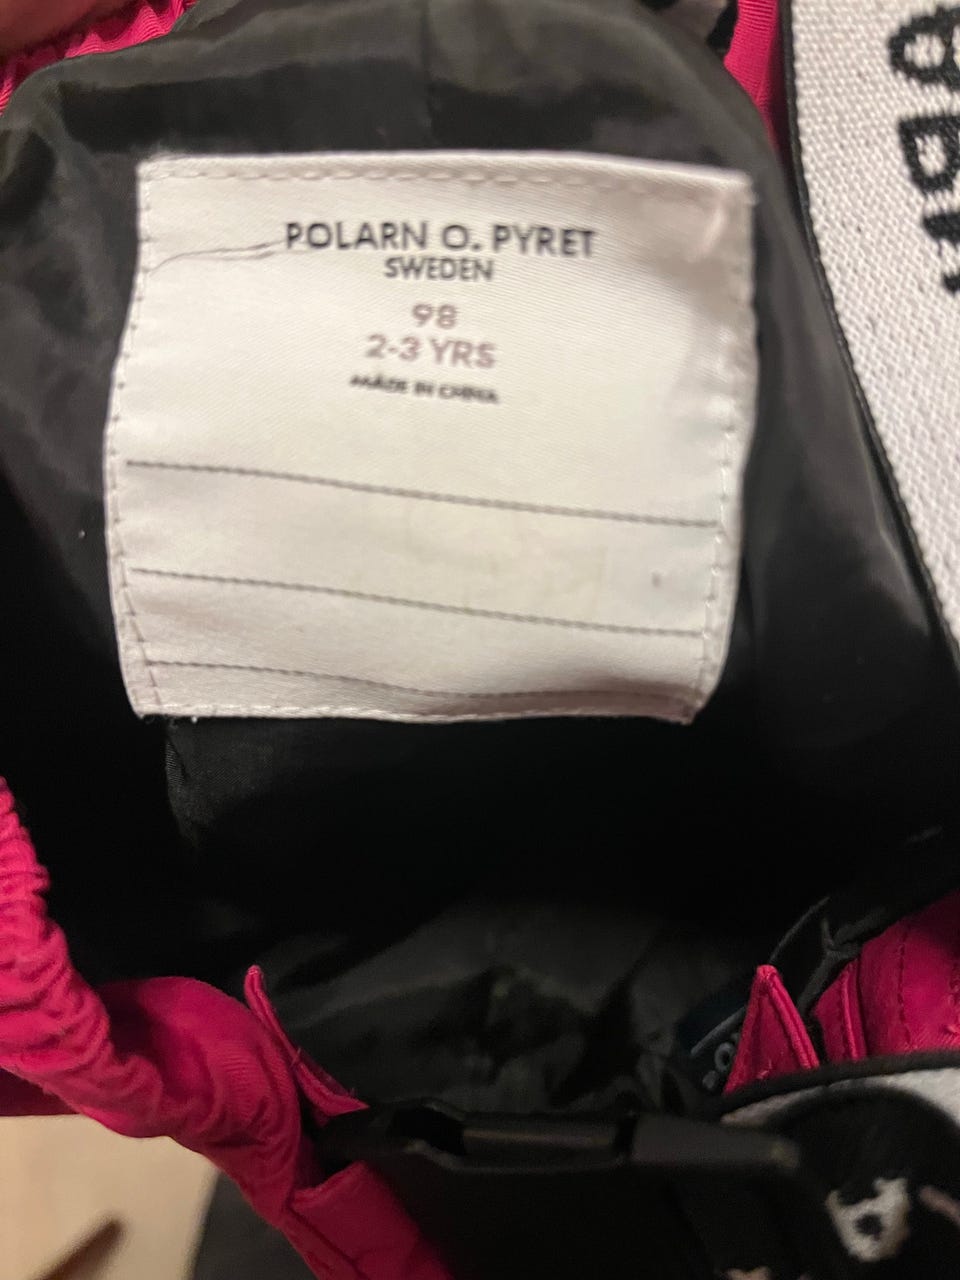 POLARN O. PYRET
SWEDEN
98
2-3 YRS
MADE IN CHINA